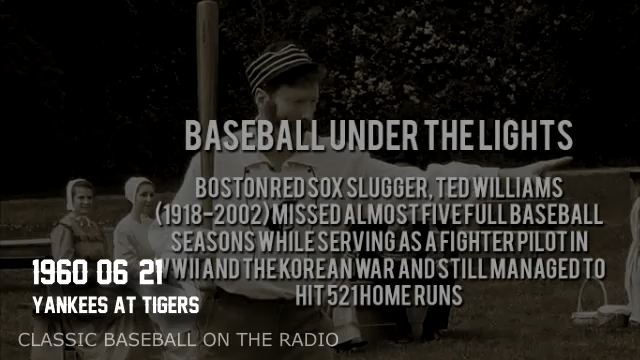 BASEBALL UNDER THE LIGHTS
BOSTON RED SOX SLUGGER, TED WILLIAMS
(1918-2002) MISSED ALMOST FIVE FULL BASEBALL
SEASONS WHILE SERVING AS A FIGHTER PILOT IN
WWII AND THE KOREAN WAR AND STILL MANAGED TO
HIT 521 HOME RUNS
1960 06 21
YANKEES AT TIGERS
CLASSIC BASEBALL ON THE RADIO